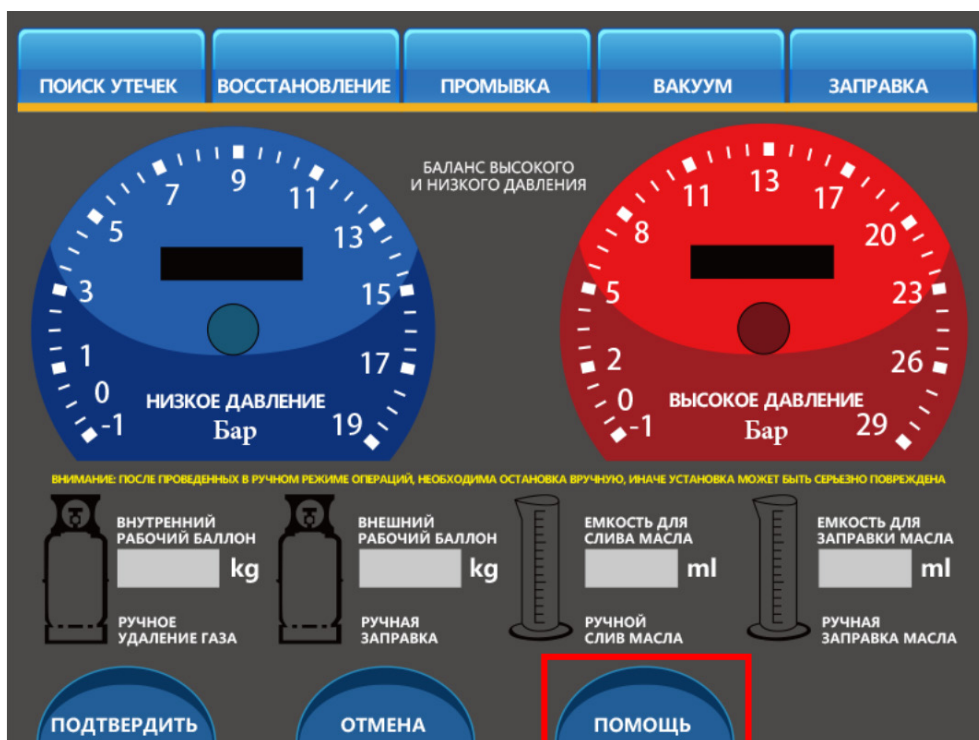 ПОИСК УТЕЧЕК
ВОССТАНОВЛЕНИЕ
ПРОМЫВКА
ВАКУУМ
ЗАПРАВКА
БАЛАНС ВЫСОКОГО
И НИЗКОГО ДАВЛЕНИЯ
-1
0
1
3
5
7
9
11
13
15
17
19
НИЗКОЕ ДАВЛЕНИЕ
Бар
-1
0
2
5
8
11
13
17
20
23
26
29
ВЫСОКОЕ ДАВЛЕНИЕ
Бар
ВНИМАНИЕ: ПОСЛЕ ПРОВЕДЕННЫХ В РУЧНОМ РЕЖИМЕ ОПЕРАЦИЙ, НЕОБХОДИМА ОСТАНОВКА ВРУЧНУЮ, ИНАЧЕ УСТАНОВКА МОЖЕТ БЫТЬ СЕРЬЕЗНО ПОВРЕЖДЕНА
ВНУТРЕННИЙ
РАБОЧИЙ БАЛЛОН
kg
РУЧНОЕ
УДАЛЕНИЕ ГАЗА
ВНЕШНИЙ
РАБОЧИЙ БАЛЛОН
kg
РУЧНАЯ
ЗАПРАВКА
ЕМКОСТЬ ДЛЯ
СЛИВА МАСЛА
ml
РУЧНОЙ
СЛИВ МАСЛА
ЕМКОСТЬ ДЛЯ
ЗАПРАВКИ МАСЛА
ml
РУЧНАЯ
ЗАПРАВКА МАСЛА
ПОДТВЕРДИТЬ
ОТМЕНА
ПОМОЩЬ